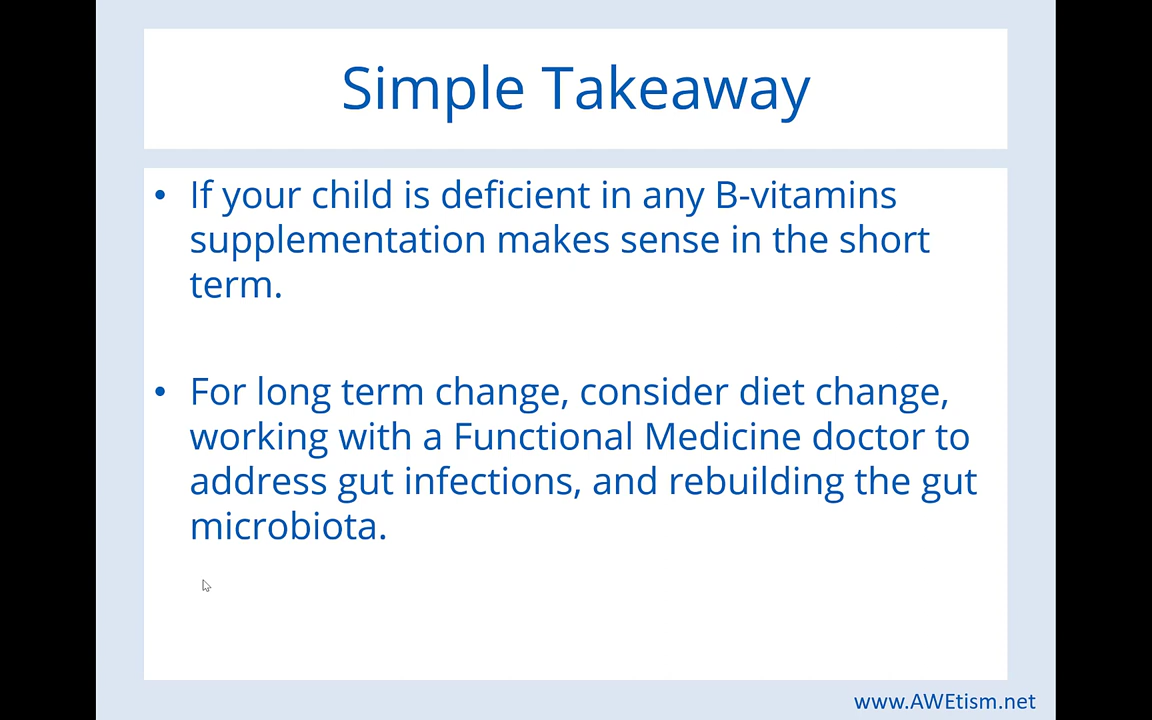 Simple Takeaway
• If your child is deficient in any B-vitamins
supplementation makes sense in the short
term.
• For long term change, consider diet change,
working with a Functional Medicine doctor to
address gut infections, and rebuilding the gut
microbiota.
www.AWEtism.net